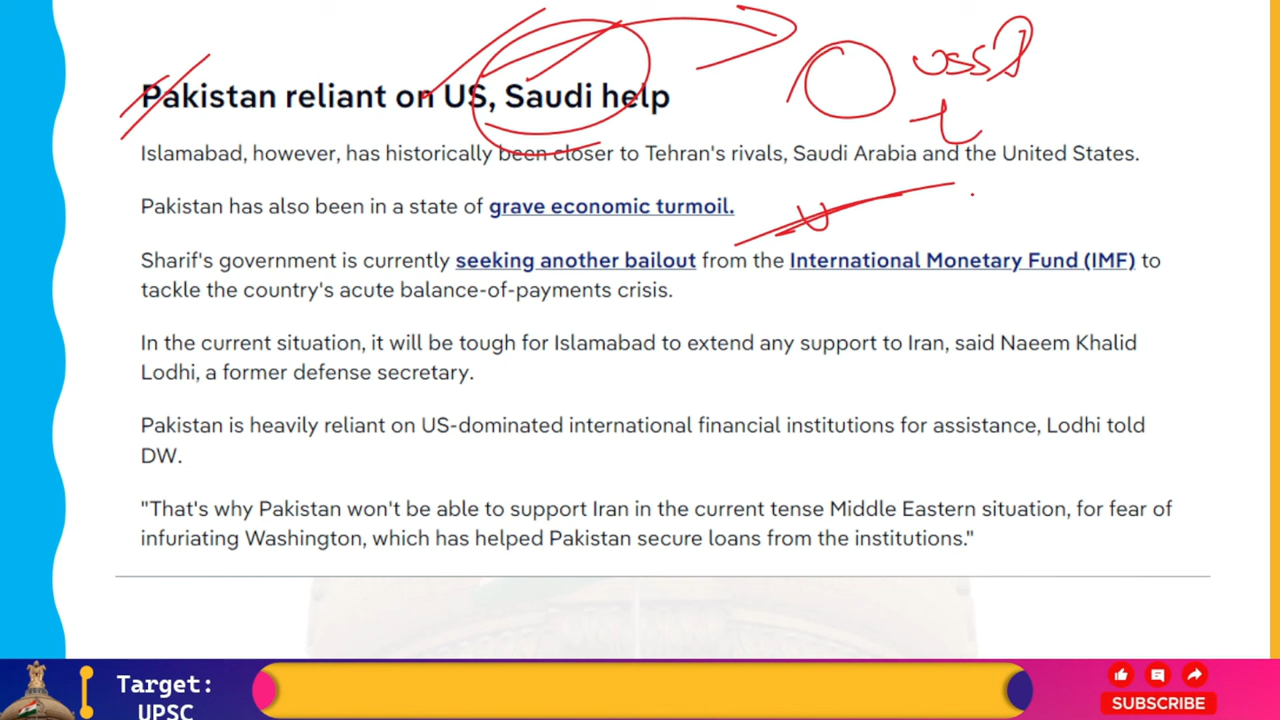 Pakistan reliant on US, Saudi help
Islamabad, however, has historically been closer to Tehran's rivals, Saudi Arabia and the United States.
Pakistan has also been in a state of grave economic turmoil.
Sharif's government is currently seeking another bailout from the International Monetary Fund (IMF) to
tackle the country's acute balance-of-payments crisis.
In the current situation, it will be tough for Islamabad to extend any support to Iran, said Naeem Khalid
Lodhi, a former defense secretary.
Pakistan is heavily reliant on US-dominated international financial institutions for assistance, Lodhi told
DW.
"That's why Pakistan won't be able to support Iran in the current tense Middle Eastern situation, for fear of
infuriating Washington, which has helped Pakistan secure loans from the institutions."
Target:
UPSC
SUBSCRIBE